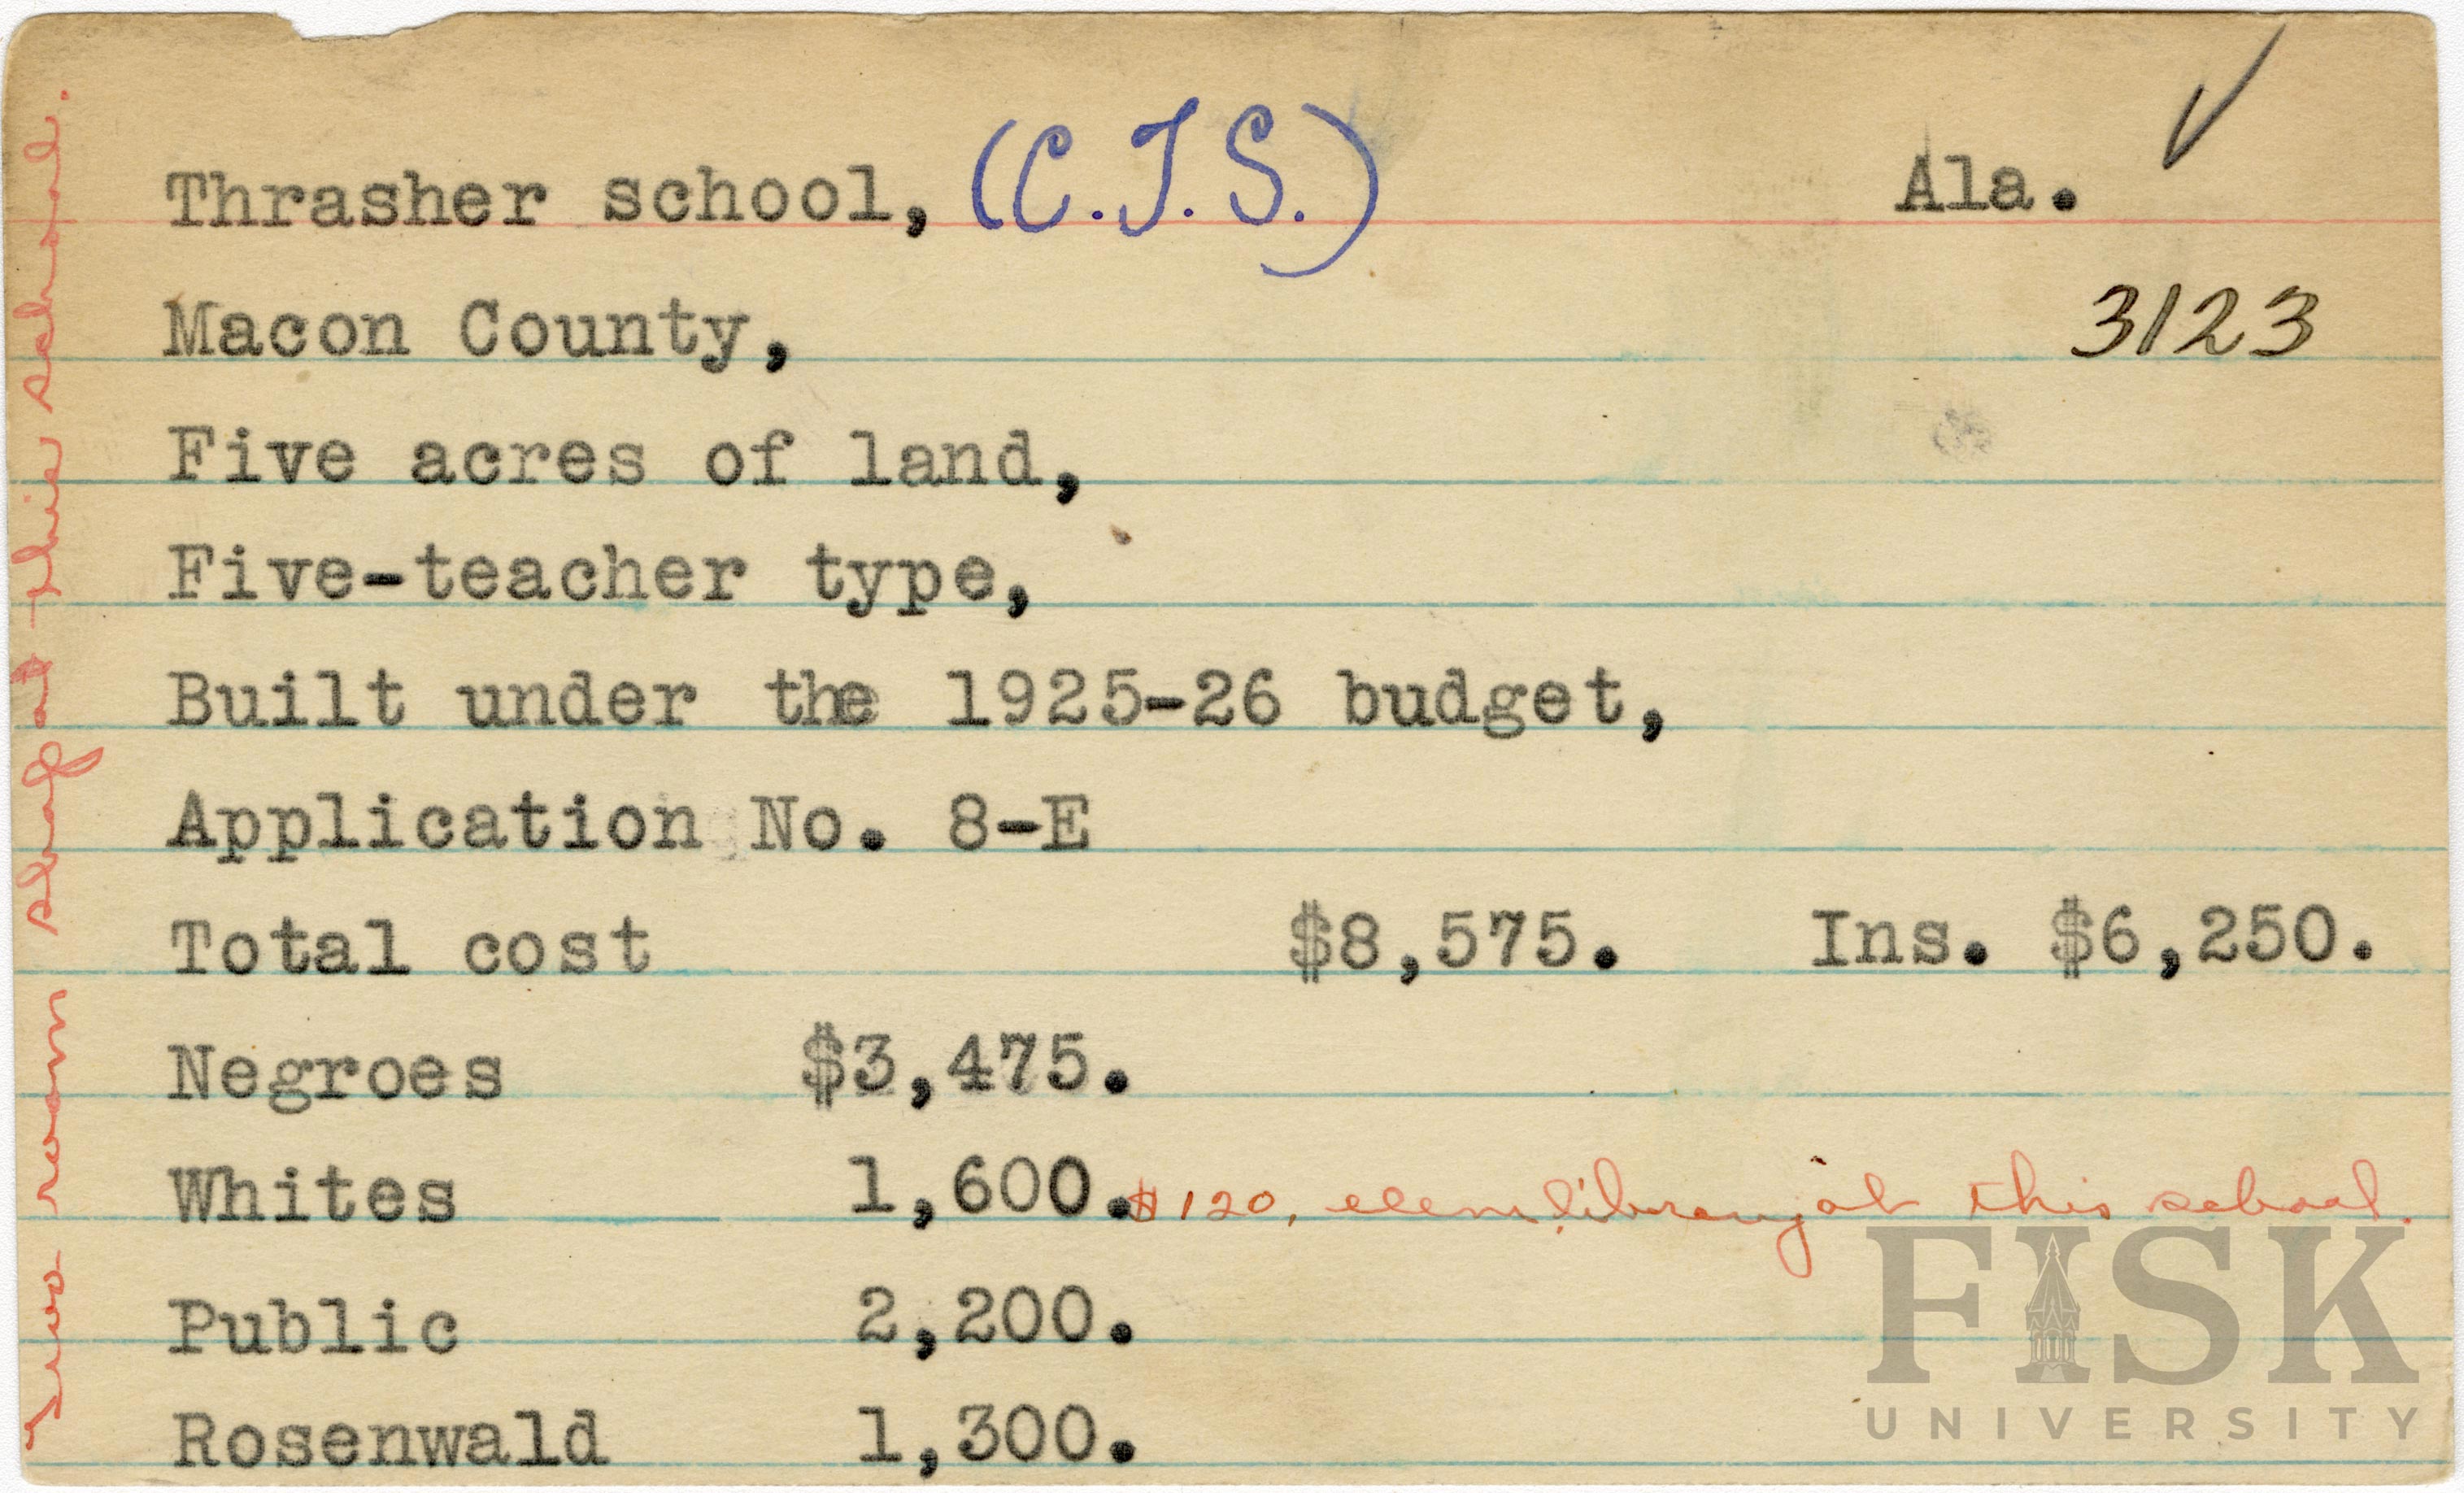 Thrasher school, (C.T.S.) Ala.
Macon County, 3123
Five acres of land,
Five-teacher type,
Built under the 1925-26 budget,
Application No. 8-E
Total cost $8,575. Ins. $6,250.
Negroes $3,475.
Whites 1,600. $120. elem. library at this school.
Public 2,200.
Rosenwald 1,300.
Two room shop at this school.
FISK
UNIVERSITY